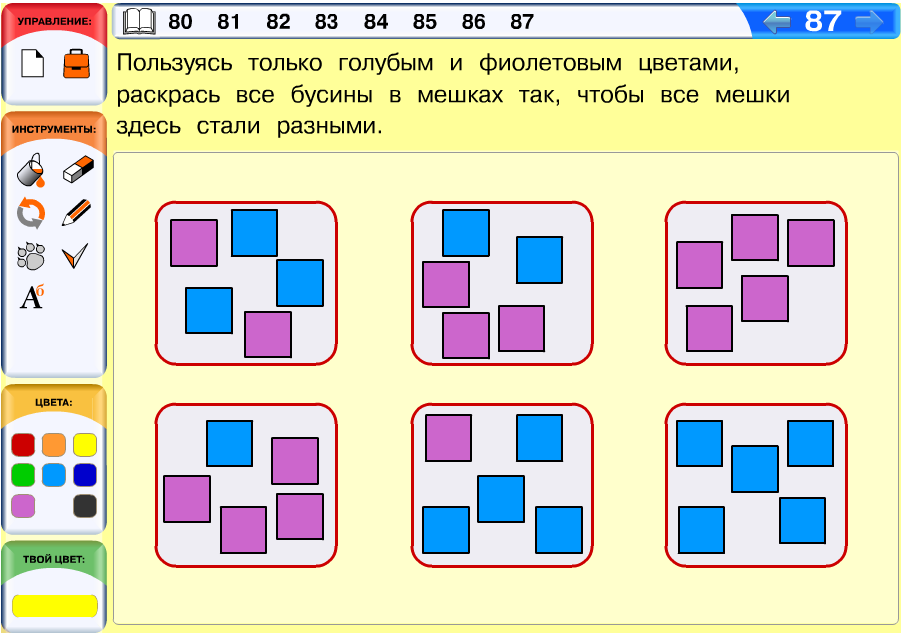 УПРАВЛЕНИЕ:
80 81 82 83 84 85 86 87
87
Пользуясь только голубым и фиолетовым цветами,
раскрась все бусины в мешках так, чтобы все мешки
здесь стали разными.
ИНСТРУМЕНТЫ:
Аб
ЦВЕТА:
ТВОЙ ЦВЕТ: